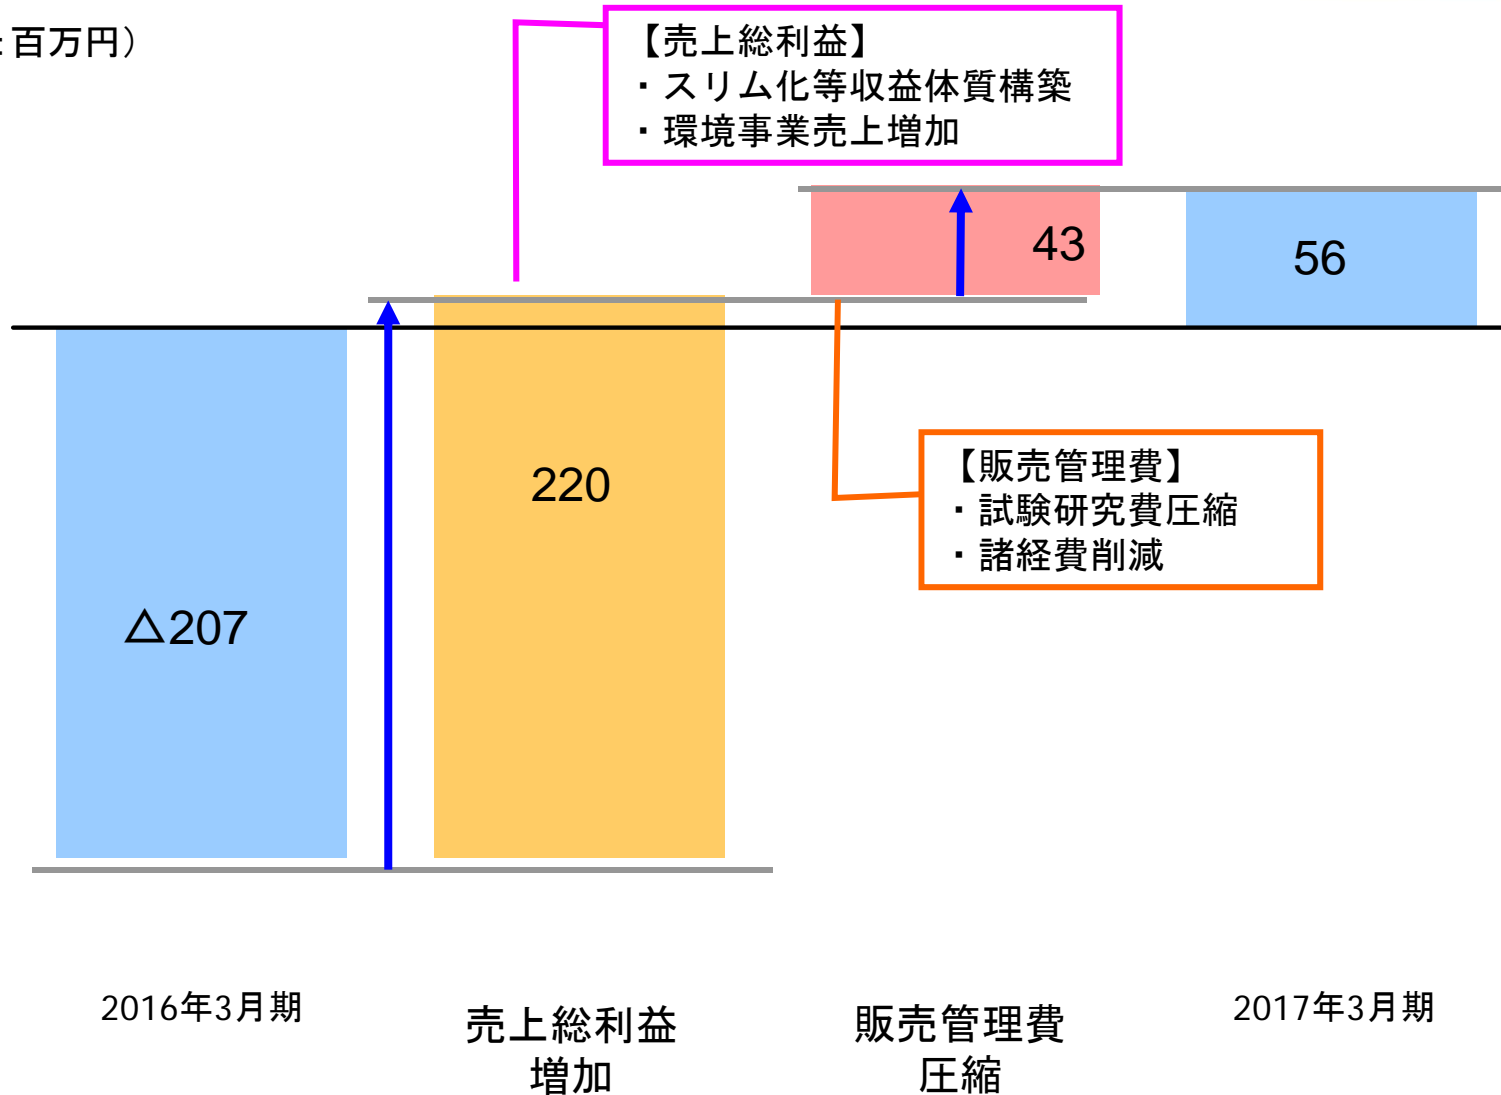 ：百万円）
【売上総利益】
・スリム化等収益体質構築
・環境事業売上増加
43
56
220
【販売管理費】
・試験研究費圧縮
・諸経費削減
△207
2016年3月期
売上総利益
増加
販売管理費
圧縮
2017年3月期